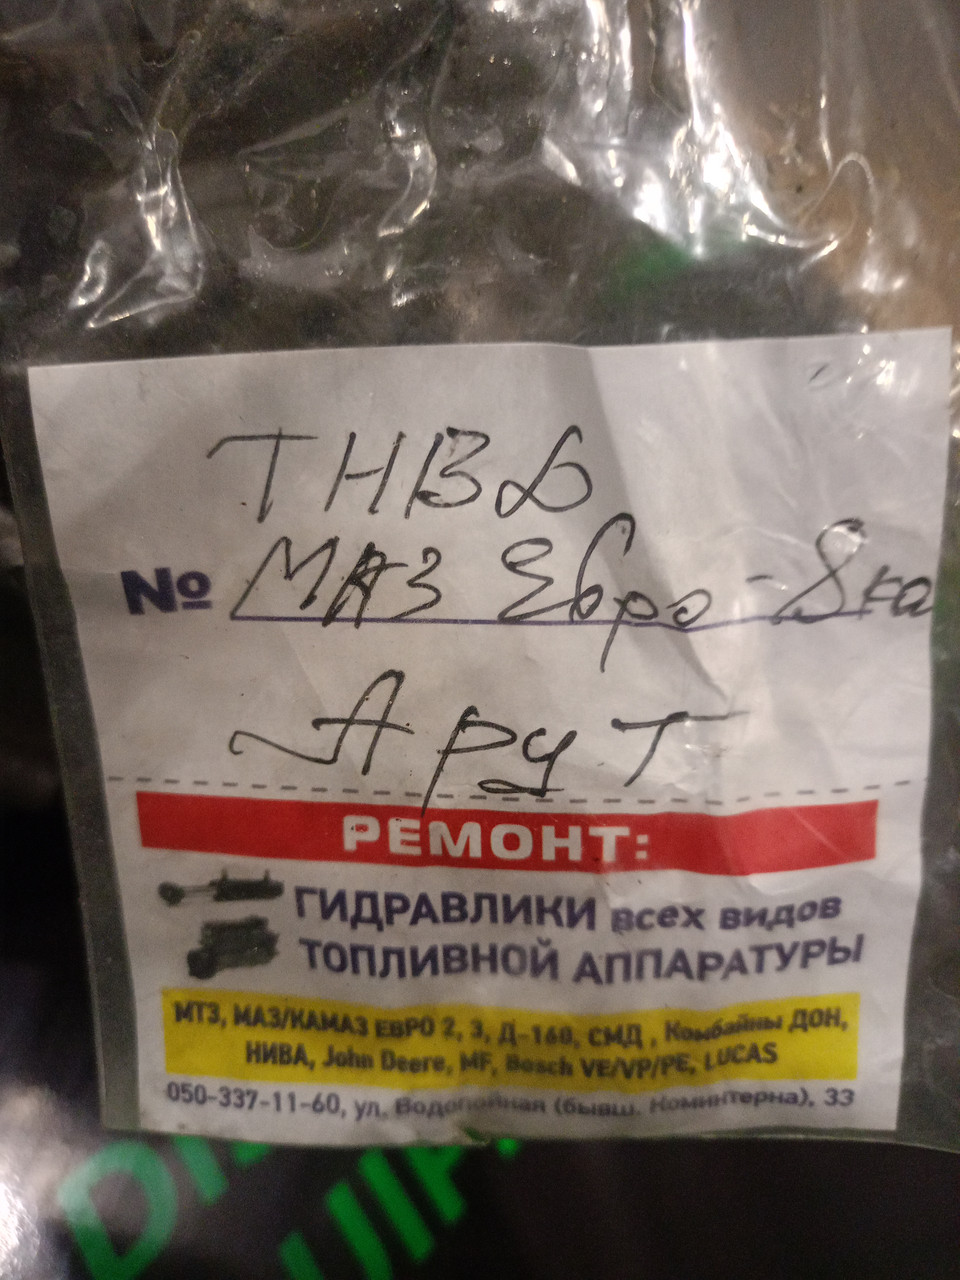 ТНВД
№ МАЗ Евро-8ка
Арут
РЕМОНТ:
ГИДРАВЛИКИ всех видов
ТОПЛИВНОЙ АППАРАТУРЫ
МТЗ, МАЗ/КАМАЗ ЕВРО 2, 3, Д-160, СМД , Комбайны ДОН,
НИВА, John Deere, MF, Bosch VE/VP/PE, LUCAS
050-337-11-60, ул. Водопойная (бывш. Коминтерна), 33